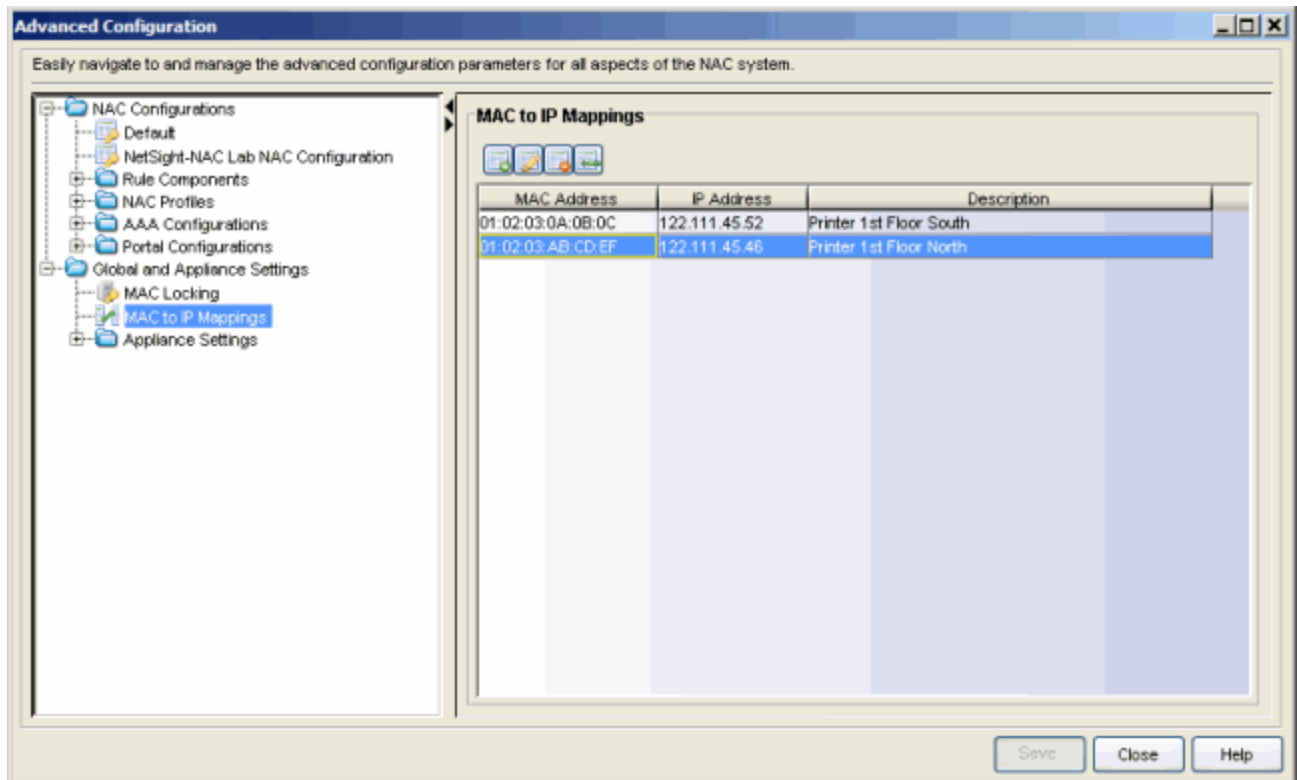 Advanced Configuration
Easily navigate to and manage the advanced configuration parameters for all aspects of the NAC system.
NAC Configurations
Default
NetSight-NAC Lab NAC Configuration
Rule Components
NAC Profiles
AAA Configurations
Portal Configurations
Global and Appliance Settings
MAC Locking
MAC to IP Mappings
Appliance Settings
MAC to IP Mappings
MAC Address IP Address Description
01:02:03:0A:0B:0C 122.111.45.52 Printer 1st Floor South
01:02:03:AB:CD:EF 122.111.45.46 Printer 1st Floor North
Save Close Help